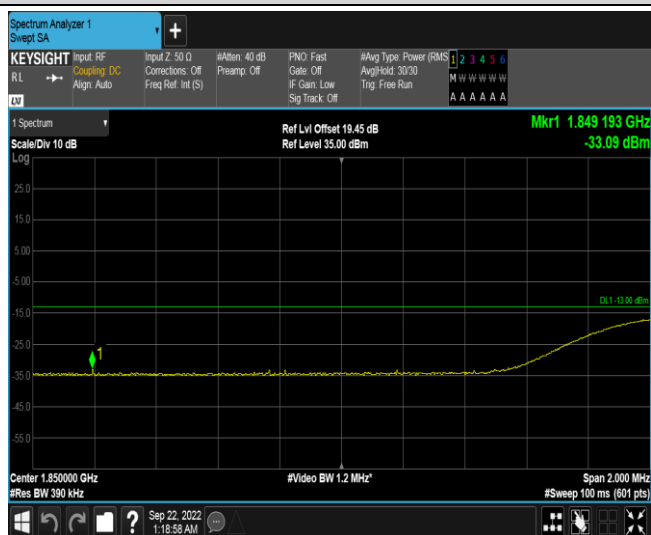 Spectrum Analyzer 1
Swept SA
+
KEYSIGHT
RL
LXI
Input: RF
Coupling: DC
Align: Auto
Input Z: 50 Ω
Corrections: Off
Freq Ref: Int (S)
#Atten: 40 dB
Preamp: Off
PNO: Fast
Gate: Off
IF Gain: Low
Sig Track: Off
#Avg Type: Power (RMS
Avg|Hold: 30/30
Trig: Free Run
1 2 3 4 5 6
M W W W W W
A A A A A A
1 Spectrum
Scale/Div 10 dB
Log
Ref Lvl Offset 19.45 dB
Ref Level 35.00 dBm
Mkr1 1.849 193 GHz
-33.09 dBm
25.0
15.0
5.00
-5.00
DL1 -13.00 dBm
-15.0
-25.0
1
-35.0
-45.0
-55.0
Center 1.850000 GHz
#Res BW 390 kHz
#Video BW 1.2 MHz*
Span 2.000 MHz
#Sweep 100 ms (601 pts)
?
Sep 22, 2022
1:18:58 AM